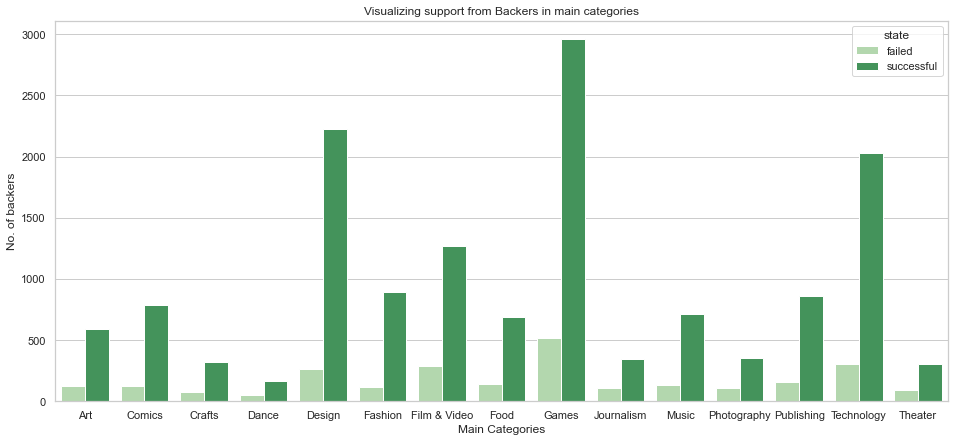 Visualizing support from Backers in main categories
state
failed
successful
No. of backers
3000
2500
2000
1500
1000
500
0
Art Comics Crafts Dance Design Fashion Film & Video Food Games Journalism Music Photography Publishing Technology Theater
Main Categories